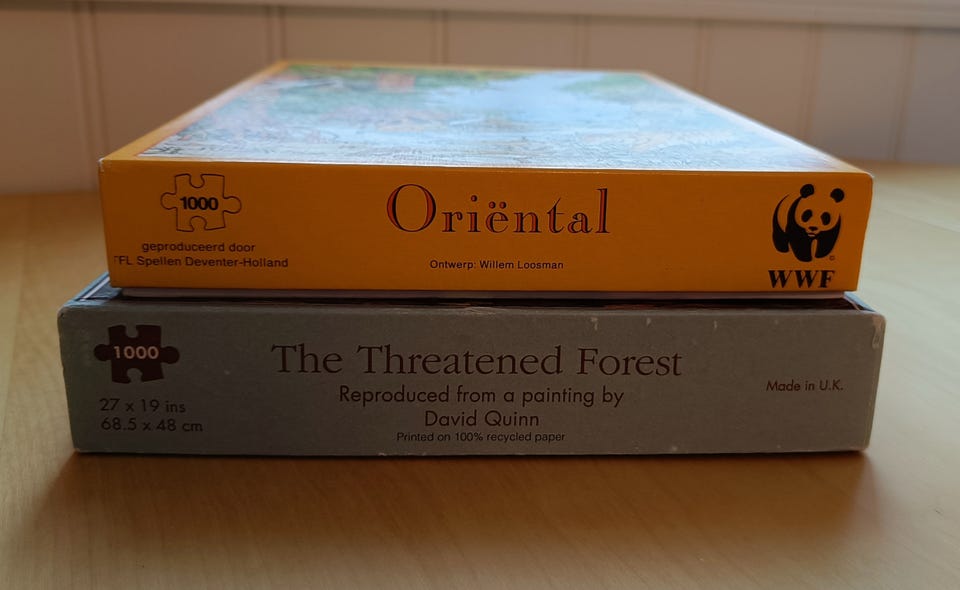 1000
geproduceerd door
TFL Spellen Deventer-Holland
Oriëntal
Ontwerp: Willem Loosman
WWF
1000
27 x 19 ins
68.5 x 48 cm
The Threatened Forest
Reproduced from a painting by
David Quinn
Printed on 100% recycled paper
Made in U.K.